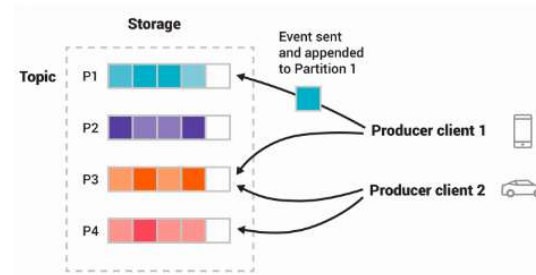 Storage
Event sent
and appended
to Partition 1
Topic
P1
P2
Producer client 1
P3
Producer client 2
P4